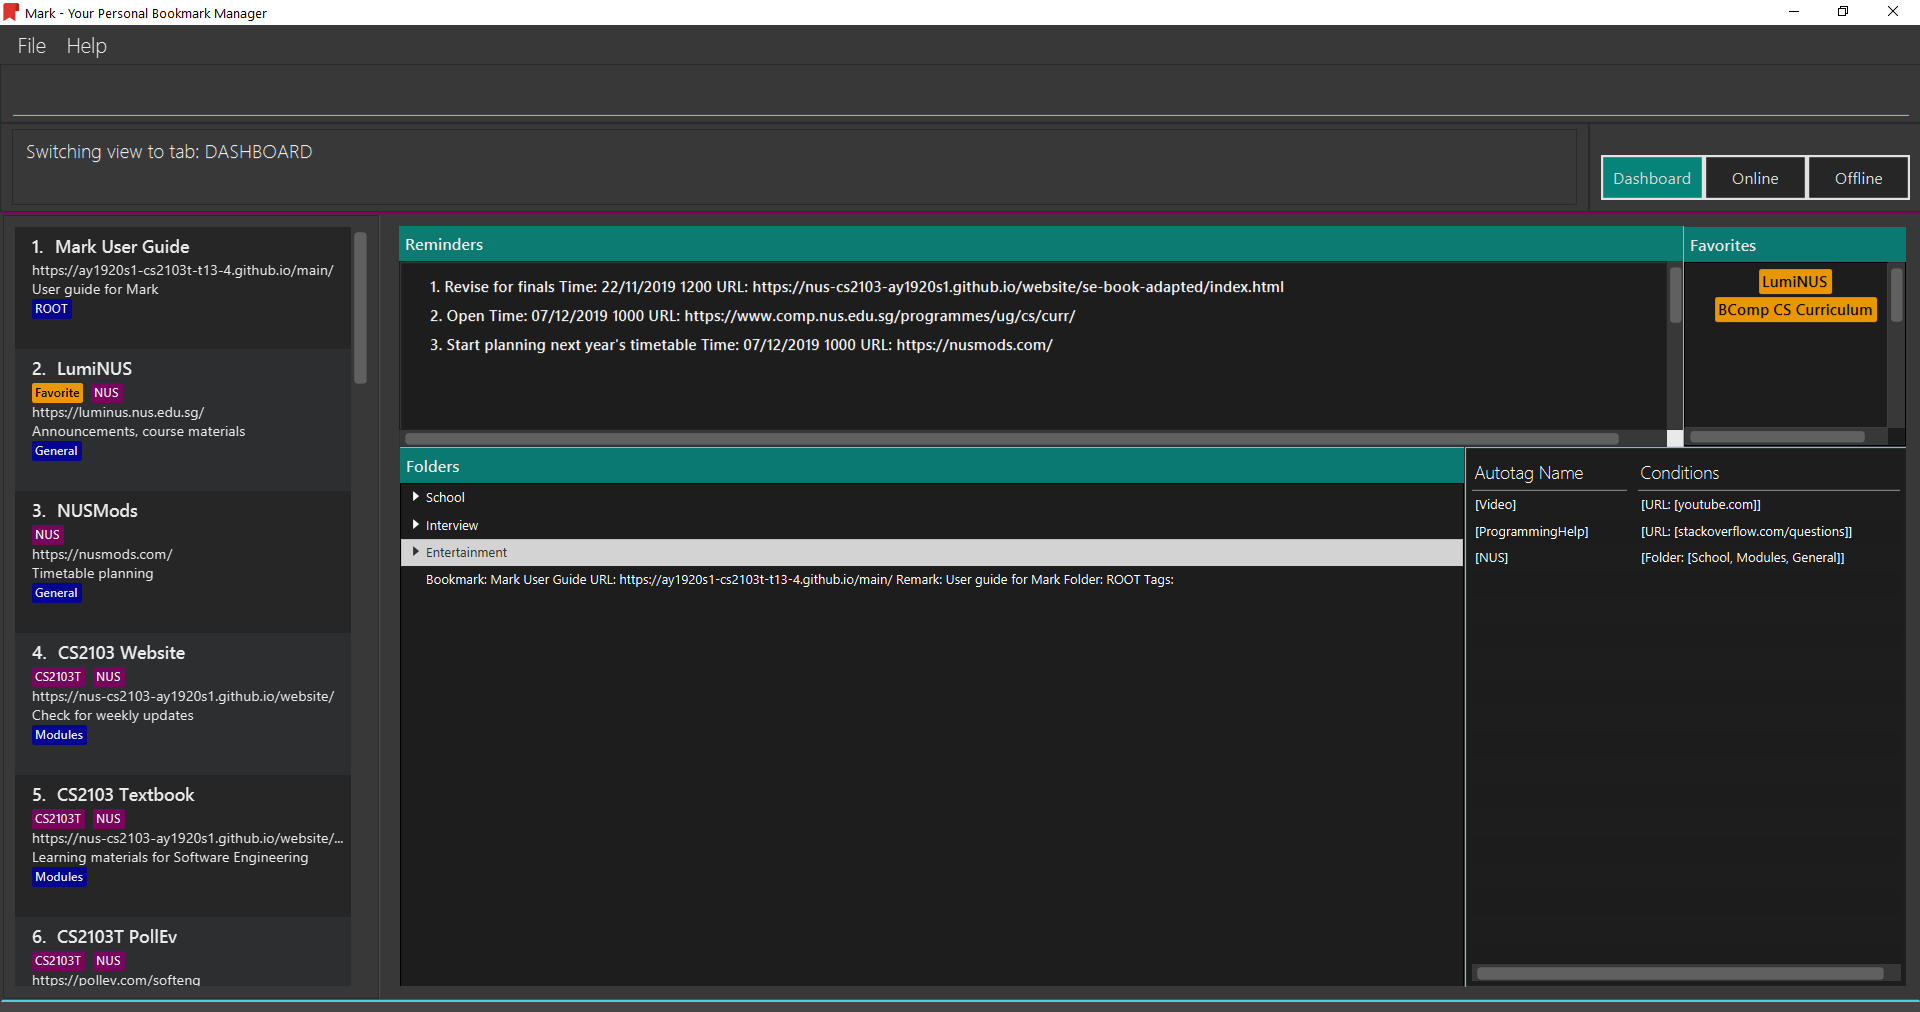 Mark - Your Personal Bookmark Manager
File Help
Switching view to tab: DASHBOARD
Dashboard Online Offline
1. Mark User Guide
https://ay1920s1-cs2103t-t13-4.github.io/main/
User guide for Mark
ROOT
2. LumiNUS
Favorite NUS
https://luminus.nus.edu.sg/
Announcements, course materials
General
3. NUSMods
NUS
https://nusmods.com/
Timetable planning
General
4. CS2103 Website
CS2103T NUS
https://nus-cs2103-ay1920s1.github.io/website/
Check for weekly updates
Modules
5. CS2103 Textbook
CS2103T NUS
https://nus-cs2103-ay1920s1.github.io/website/...
Learning materials for Software Engineering
Modules
6. CS2103T PollEv
CS2103T NUS
https://pollev.com/softeng
Reminders
1. Revise for finals Time: 22/11/2019 1200 URL: https://nus-cs2103-ay1920s1.github.io/website/se-book-adapted/index.html
2. Open Time: 07/12/2019 1000 URL: https://www.comp.nus.edu.sg/programmes/ug/cs/curr/
3. Start planning next year's timetable Time: 07/12/2019 1000 URL: https://nusmods.com/
Favorites
LumiNUS
BComp CS Curriculum
Folders
School
Interview
Entertainment
Bookmark: Mark User Guide URL: https://ay1920s1-cs2103t-t13-4.github.io/main/ Remark: User guide for Mark Folder: ROOT Tags:
Autotag Name Conditions
[Video] [URL: [youtube.com]]
[ProgrammingHelp] [URL: [stackoverflow.com/questions]]
[NUS] [Folder: [School, Modules, General]]